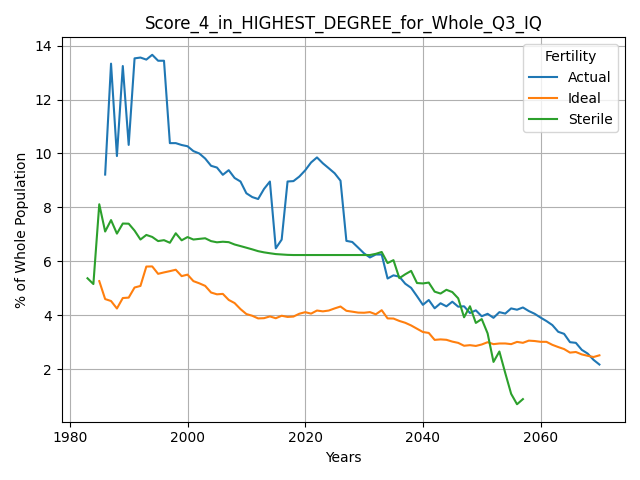 Score_4_in_HIGHEST_DEGREE_for_Whole_Q3_IQ
% of Whole Population
14
12
10
8
6
4
2
Fertility
Actual
Ideal
Sterile
1980 2000 2020 2040 2060
Years